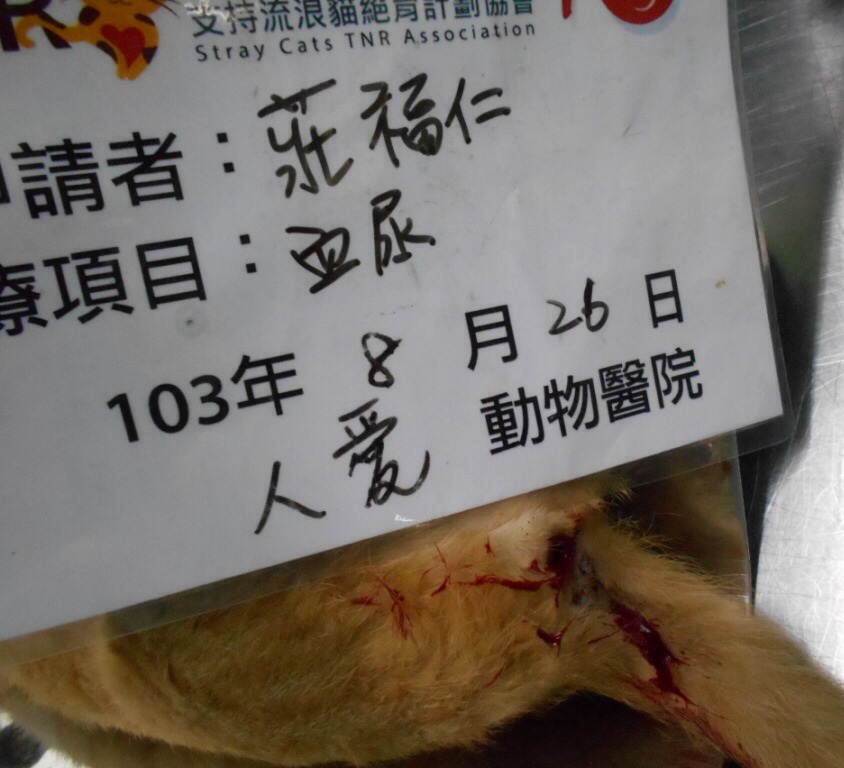 支持流浪貓絕育計劃協會
Stray Cats TNR Association
申請者：莊福仁
療項目：血尿
103年 8 月 26 日
人愛 動物醫院